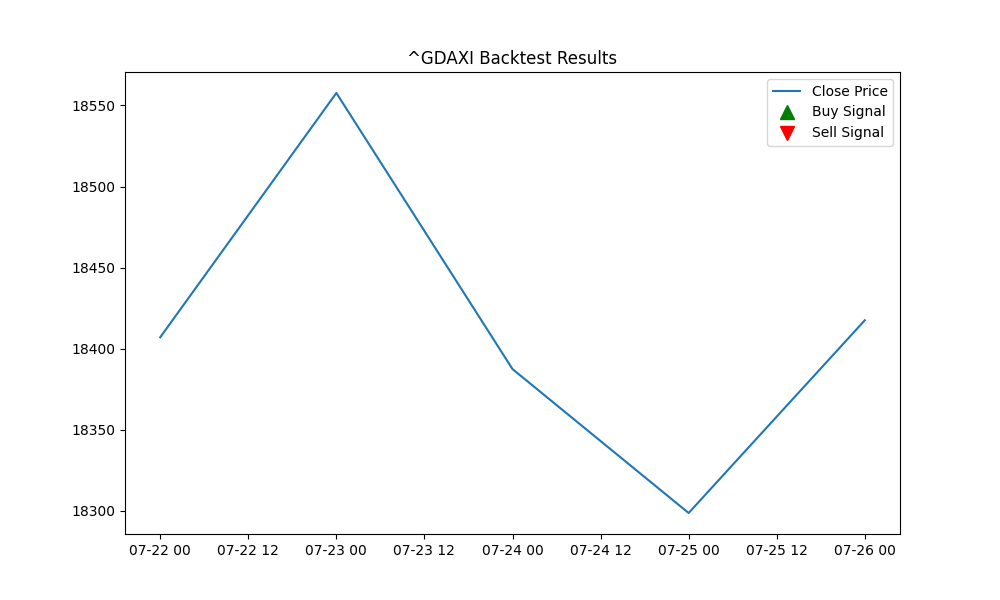 ^GDAXI Backtest Results
Close Price
Buy Signal
Sell Signal
18550
18500
18450
18400
18350
18300
07-22 00 07-22 12 07-23 00 07-23 12 07-24 00 07-24 12 07-25 00 07-25 12 07-26 00